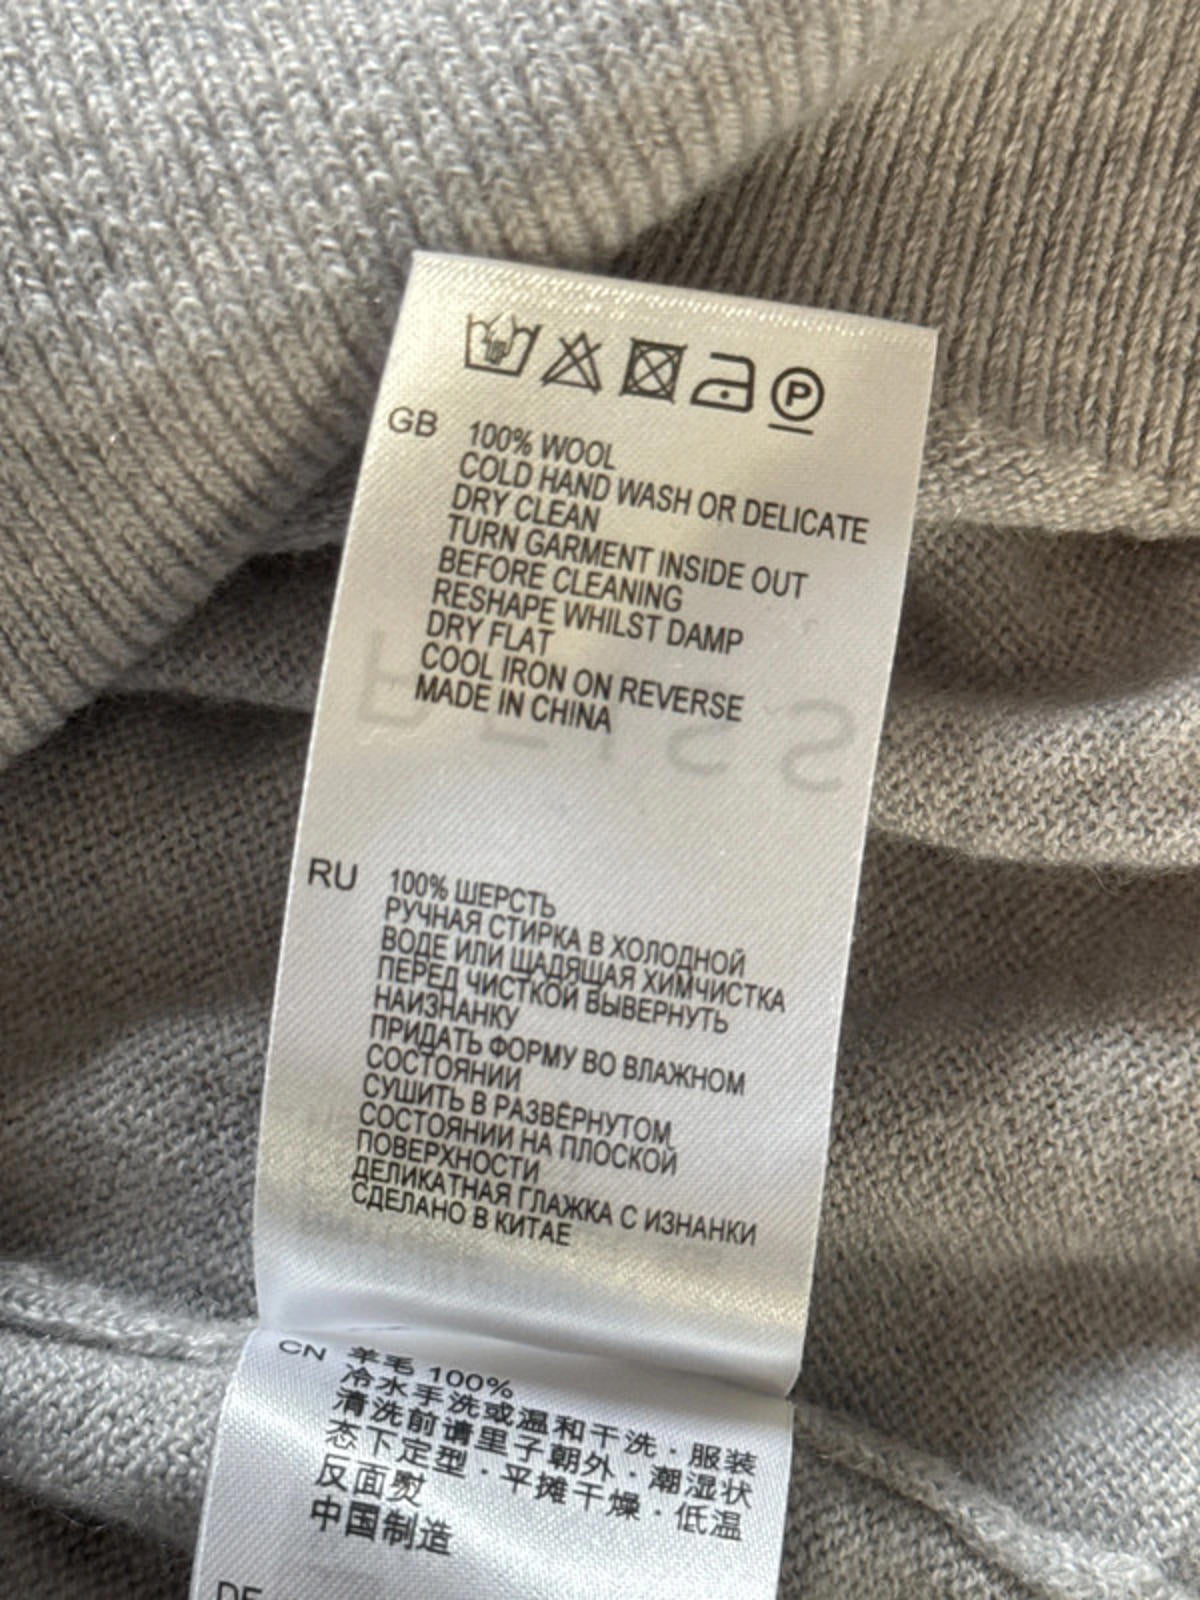 P
GB
100% WOOL
COLD HAND WASH OR DELICATE
DRY CLEAN
TURN GARMENT INSIDE OUT
BEFORE CLEANING
RESHAPE WHILST DAMP
DRY FLAT
COOL IRON ON REVERSE
MADE IN CHINA
RU
100% ШЕРСТЬ
РУЧНАЯ СТИРКА В ХОЛОДНОЙ
ВОДЕ ИЛИ ЩАДЯЩАЯ ХИМЧИСТКА
ПЕРЕД ЧИСТКОЙ ВЫВЕРНУТЬ
НАИЗНАНКУ
ПРИДАТЬ ФОРМУ ВО ВЛАЖНОМ
СОСТОЯНИИ
СУШИТЬ В РАЗВЁРНУТОМ
СОСТОЯНИИ НА ПЛОСКОЙ
ПОВЕРХНОСТИ
ДЕЛИКАТНАЯ ГЛАЖКА С ИЗНАНКИ
СДЕЛАНО В КИТАЕ
CN
羊毛 100%
冷水手洗或温和干洗·服装
清洗前请里子朝外·潮湿状
态下定型·平摊干燥·低温
反面熨
中国制造
DE